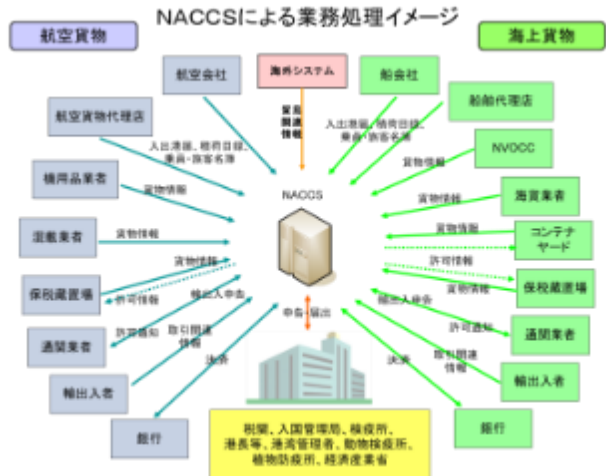 NACCSによる業務処理イメージ
航空貨物
海上貨物
航空会社
海外システム
船会社
航空貨物代理店
船舶代理店
貿易
関連
情報
入出港届、積荷目録、
乗員・旅客名簿
入出港届、積荷目録、
乗員・旅客名簿
NVOCC
機用品業者
貨物情報
NACCS
貨物情報
海貨業者
混載業者
貨物情報
貨物情報
コンテナ
ヤード
保税蔵置場
貨物情報
許可情報
許可情報
貨物情報
保税蔵置場
通関業者
輸出入申告
許可通知
申告・届出
輸出入申告
許可通知
通関業者
輸出入者
取引関連
情報
取引関連
情報
輸出入者
銀行
決済
決済
銀行
税関、入国管理局、検疫所、
港長等、港湾管理者、動物検疫所、
植物防疫所、経済産業省